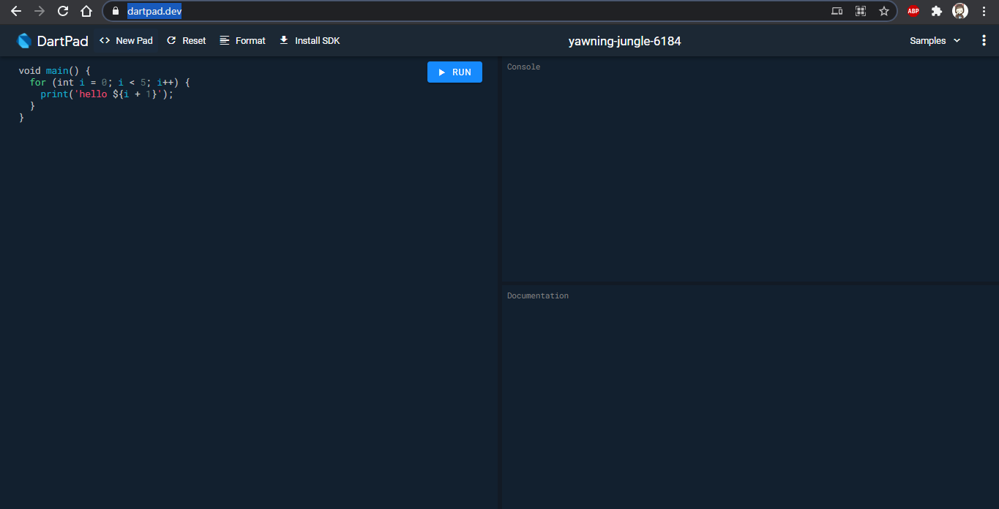 dartpad.dev
ABP
DartPad <> New Pad Reset Format Install SDK yawning-jungle-6184 Samples
void main() {
  for (int i = 0; i < 5; i++) {
    print('hello ${i + 1}');
  }
}
RUN
Console
Documentation